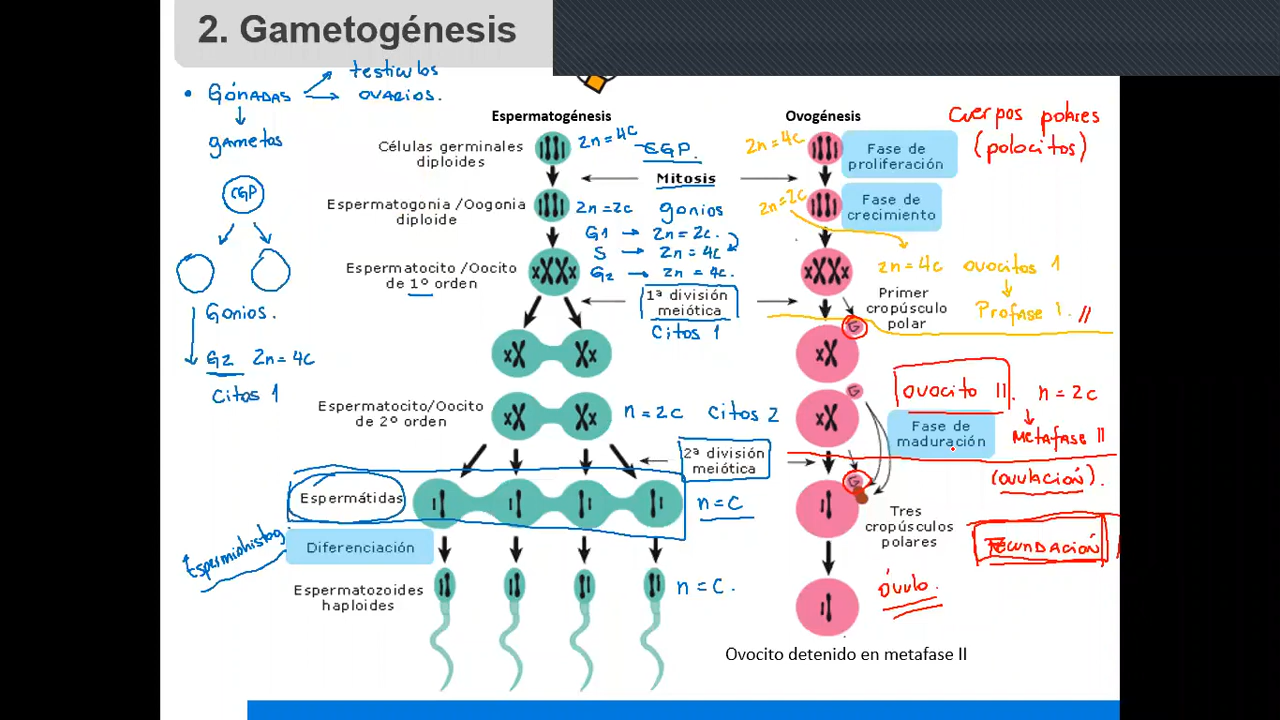 2. Gametogénesis
testículos
• GÓNADAS
OVARIOS.
gametos
CGP
Gonios.
G2 2n=4c
Citos 1
Espermatogénesis
Células germinales
diploides
2n=4c
CGP.
Mitosis
Espermatogonia /Oogonia
diploide
2n=2c gonios
G1 → 2n=2c.
S → 2n=4c
G2 → 2n=4c.
Espermatocito /Oocito
de 1º orden
1ª división
meiótica
Citos 1
Espermatocito/Oocito
de 2º orden
n=2c Citos 2
2ª división
meiótica
Espermátidas
n=c
Diferenciación
Espermatozoides
haploides
n=c.
Ovogénesis
2n=4c
Fase de
proliferación
2n=2c
Fase de
crecimiento
2n=4c ovocitos 1
Profase 1. //
Primer
cropúsculo
polar
G
G
Ovocito II. n=2c
Fase de
maduración
Metafase II
(ovulación).
G
Tres
cropúsculos
polares
FECUNDACIÓN
óvulo.
Ovocito detenido en metafase II
Cuerpos polares
(polocitos)